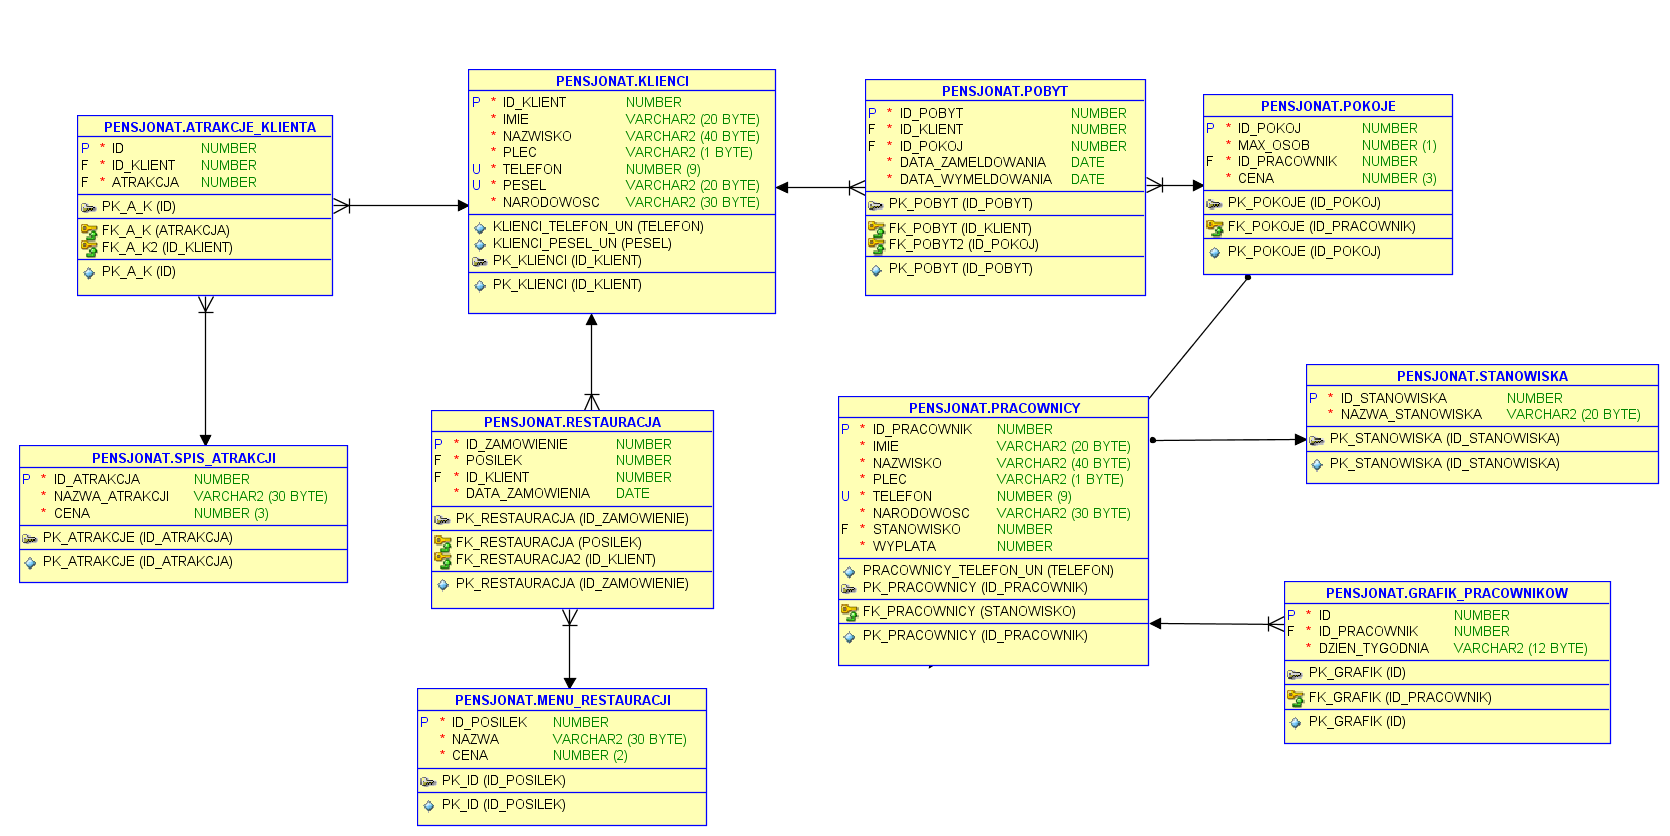 PENSJONAT.ATRAKCJE_KLIENTA
P * ID NUMBER
F * ID_KLIENT NUMBER
F * ATRAKCJA NUMBER
PK_A_K (ID)
FK_A_K (ATRAKCJA)
FK_A_K2 (ID_KLIENT)
PK_A_K (ID)
PENSJONAT.KLIENCI
P * ID_KLIENT NUMBER
* IMIE VARCHAR2 (20 BYTE)
* NAZWISKO VARCHAR2 (40 BYTE)
* PLEC VARCHAR2 (1 BYTE)
U * TELEFON NUMBER (9)
U * PESEL VARCHAR2 (20 BYTE)
* NARODOWOSC VARCHAR2 (30 BYTE)
KLIENCI_TELEFON_UN (TELEFON)
KLIENCI_PESEL_UN (PESEL)
PK_KLIENCI (ID_KLIENT)
PK_KLIENCI (ID_KLIENT)
PENSJONAT.POBYT
P * ID_POBYT NUMBER
F * ID_KLIENT NUMBER
F * ID_POKOJ NUMBER
* DATA_ZAMELDOWANIA DATE
* DATA_WYMELDOWANIA DATE
PK_POBYT (ID_POBYT)
FK_POBYT (ID_KLIENT)
FK_POBYT2 (ID_POKOJ)
PK_POBYT (ID_POBYT)
PENSJONAT.POKOJE
P * ID_POKOJ NUMBER
* MAX_OSOB NUMBER (1)
F * ID_PRACOWNIK NUMBER
* CENA NUMBER (3)
PK_POKOJE (ID_POKOJ)
FK_POKOJE (ID_PRACOWNIK)
PK_POKOJE (ID_POKOJ)
PENSJONAT.SPIS_ATRAKCJI
P * ID_ATRAKCJA NUMBER
* NAZWA_ATRAKCJI VARCHAR2 (30 BYTE)
* CENA NUMBER (3)
PK_ATRAKCJE (ID_ATRAKCJA)
PK_ATRAKCJE (ID_ATRAKCJA)
PENSJONAT.RESTAURACJA
P * ID_ZAMOWIENIE NUMBER
F * POSILEK NUMBER
F * ID_KLIENT NUMBER
* DATA_ZAMOWIENIA DATE
PK_RESTAURACJA (ID_ZAMOWIENIE)
FK_RESTAURACJA (POSILEK)
FK_RESTAURACJA2 (ID_KLIENT)
PK_RESTAURACJA (ID_ZAMOWIENIE)
PENSJONAT.PRACOWNICY
P * ID_PRACOWNIK NUMBER
* IMIE VARCHAR2 (20 BYTE)
* NAZWISKO VARCHAR2 (40 BYTE)
* PLEC VARCHAR2 (1 BYTE)
U * TELEFON NUMBER (9)
* NARODOWOSC VARCHAR2 (30 BYTE)
F * STANOWISKO NUMBER
* WYPLATA NUMBER
PRACOWNICY_TELEFON_UN (TELEFON)
PK_PRACOWNICY (ID_PRACOWNIK)
FK_PRACOWNICY (STANOWISKO)
PK_PRACOWNICY (ID_PRACOWNIK)
PENSJONAT.STANOWISKA
P * ID_STANOWISKA NUMBER
* NAZWA_STANOWISKA VARCHAR2 (20 BYTE)
PK_STANOWISKA (ID_STANOWISKA)
PK_STANOWISKA (ID_STANOWISKA)
PENSJONAT.GRAFIK_PRACOWNIKOW
P * ID NUMBER
F * ID_PRACOWNIK NUMBER
* DZIEN_TYGODNIA VARCHAR2 (12 BYTE)
PK_GRAFIK (ID)
FK_GRAFIK (ID_PRACOWNIK)
PK_GRAFIK (ID)
PENSJONAT.MENU_RESTAURACJI
P * ID_POSILEK NUMBER
* NAZWA VARCHAR2 (30 BYTE)
* CENA NUMBER (2)
PK_ID (ID_POSILEK)
PK_ID (ID_POSILEK)